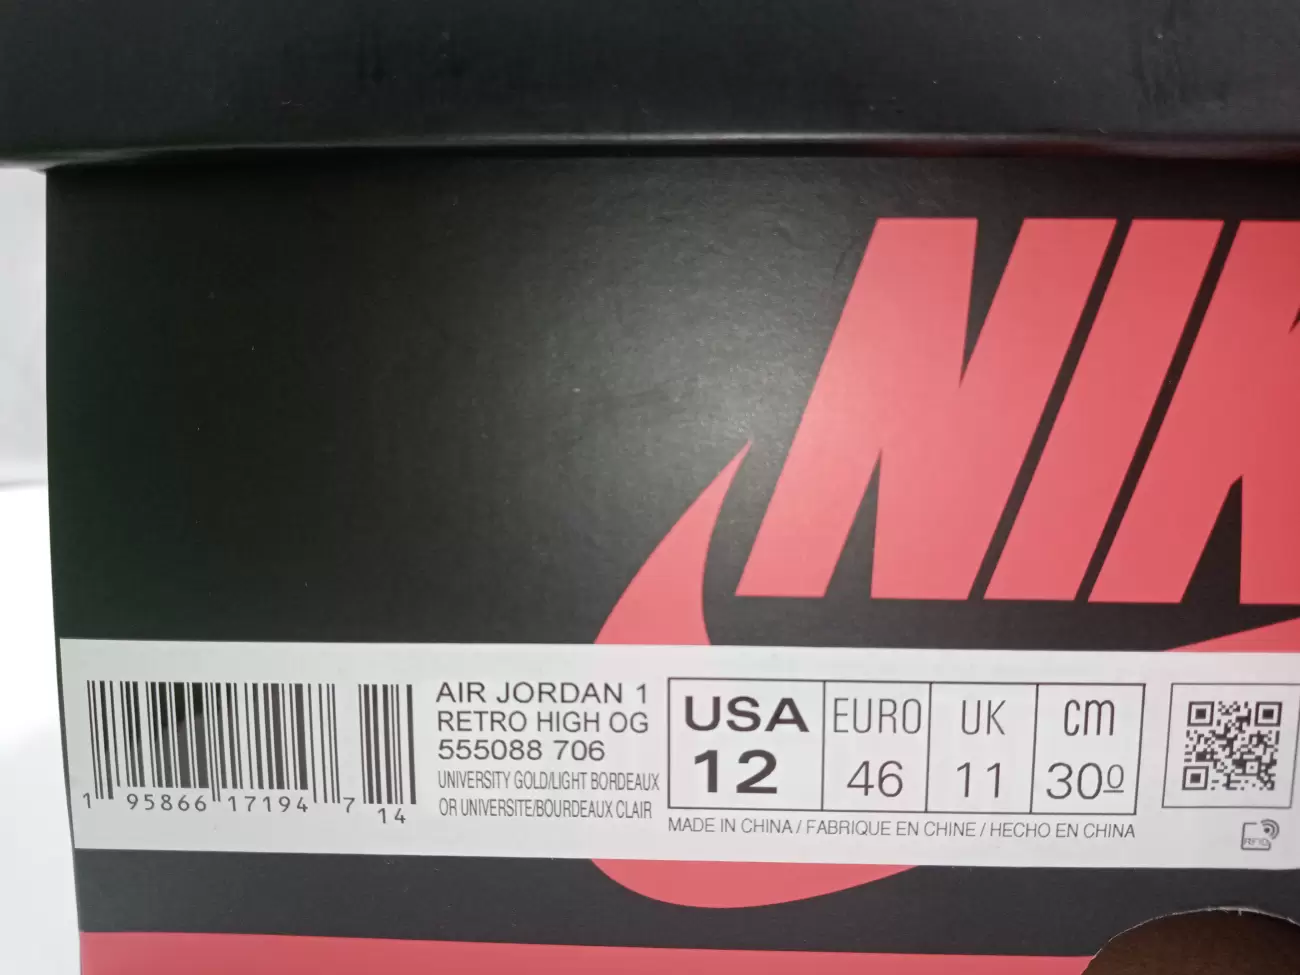 NIK
AIR JORDAN 1
RETRO HIGH OG
555088 706
UNIVERSITY GOLD/LIGHT BORDEAUX
OR UNIVERSITE/BOURDEAUX CLAIR
1 95866 17194 7 14
USA EURO UK cm
12 46 11 300
MADE IN CHINA / FABRIQUE EN CHINE / HECHO EN CHINA
RFID